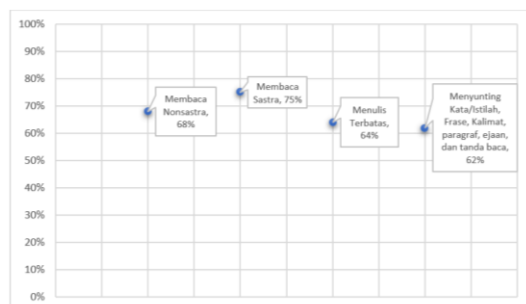 100%
90%
80%
70%
60%
50%
40%
30%
20%
10%
0%
Membaca
Nonsastra,
68%
Membaca
Sastra, 75%
Menulis
Terbatas,
64%
Menyunting
Kata/Istilah,
Frase, Kalimat,
paragraf, ejaan,
dan tanda baca,
62%